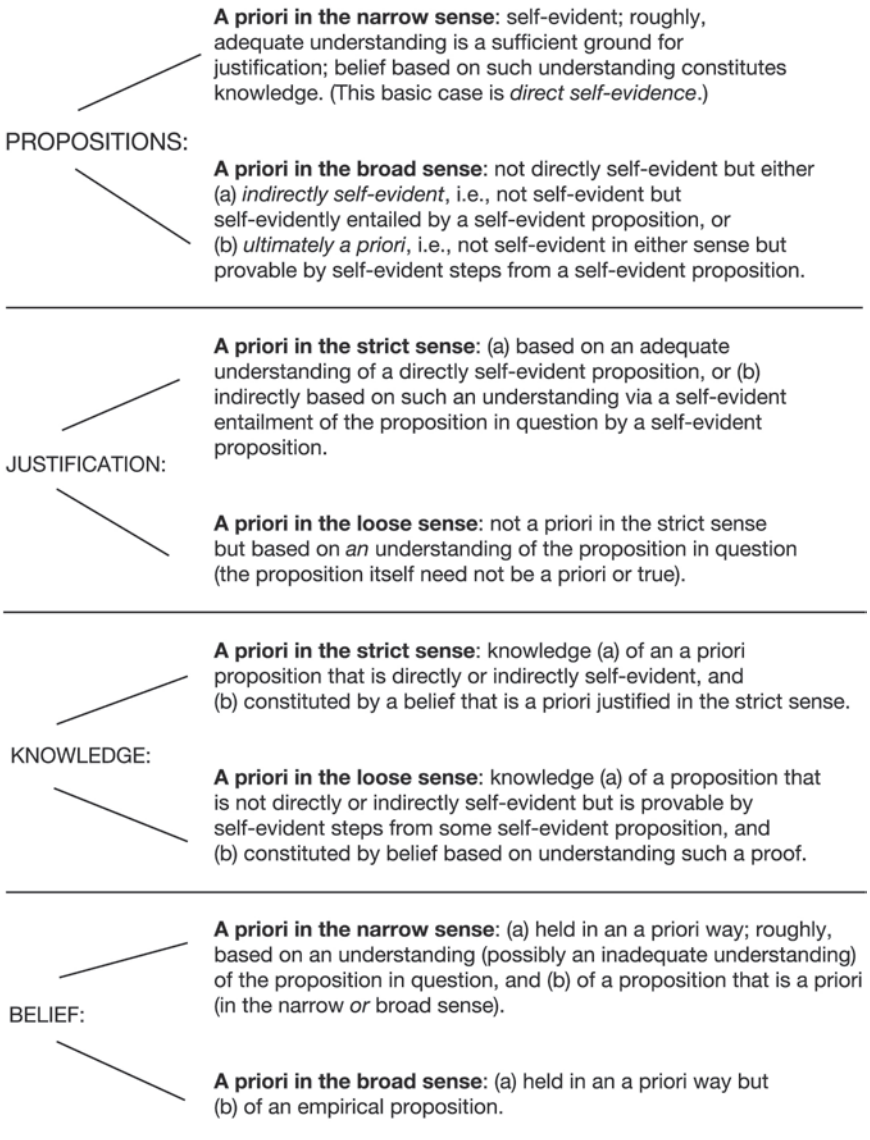 A priori in the narrow sense: self-evident; roughly,
adequate understanding is a sufficient ground for
justification; belief based on such understanding constitutes
knowledge. (This basic case is direct self-evidence.)
PROPOSITIONS:
A priori in the broad sense: not directly self-evident but either
(a) indirectly self-evident, i.e., not self-evident but
self-evidently entailed by a self-evident proposition, or
(b) ultimately a priori, i.e., not self-evident in either sense but
provable by self-evident steps from a self-evident proposition.
A priori in the strict sense: (a) based on an adequate
understanding of a directly self-evident proposition, or (b)
indirectly based on such an understanding via a self-evident
entailment of the proposition in question by a self-evident
proposition.
JUSTIFICATION:
A priori in the loose sense: not a priori in the strict sense
but based on an understanding of the proposition in question
(the proposition itself need not be a priori or true).
A priori in the strict sense: knowledge (a) of an a priori
proposition that is directly or indirectly self-evident, and
(b) constituted by a belief that is a priori justified in the strict sense.
KNOWLEDGE:
A priori in the loose sense: knowledge (a) of a proposition that
is not directly or indirectly self-evident but is provable by
self-evident steps from some self-evident proposition, and
(b) constituted by belief based on understanding such a proof.
A priori in the narrow sense: (a) held in an a priori way; roughly,
based on an understanding (possibly an inadequate understanding)
of the proposition in question, and (b) of a proposition that is a priori
(in the narrow or broad sense).
BELIEF:
A priori in the broad sense: (a) held in an a priori way but
(b) of an empirical proposition.